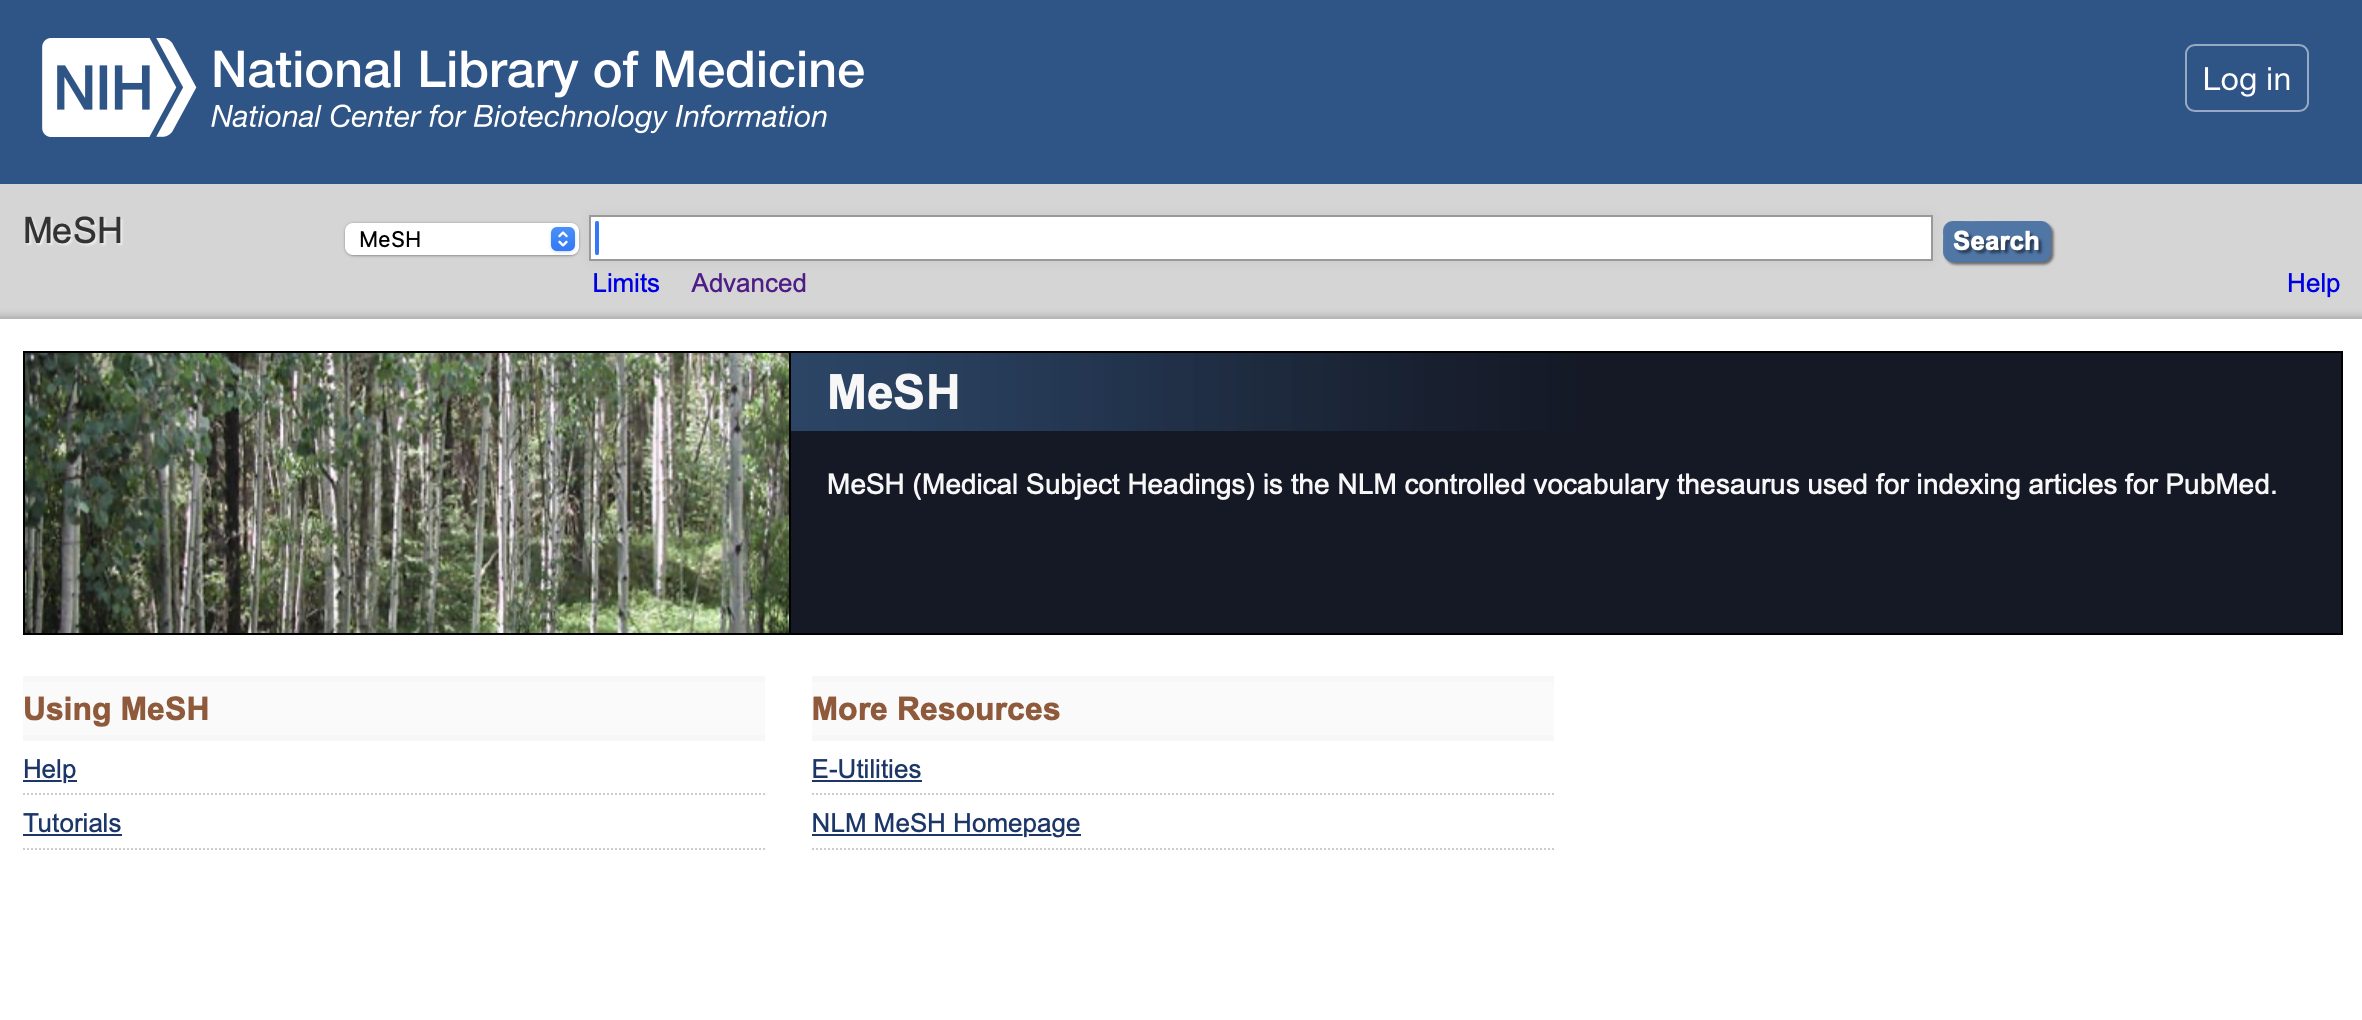 NIH National Library of Medicine
National Center for Biotechnology Information
Log in
MeSH
MeSH
Search
Limits Advanced
Help
MeSH
MeSH (Medical Subject Headings) is the NLM controlled vocabulary thesaurus used for indexing articles for PubMed.
Using MeSH
Help
Tutorials
More Resources
E-Utilities
NLM MeSH Homepage